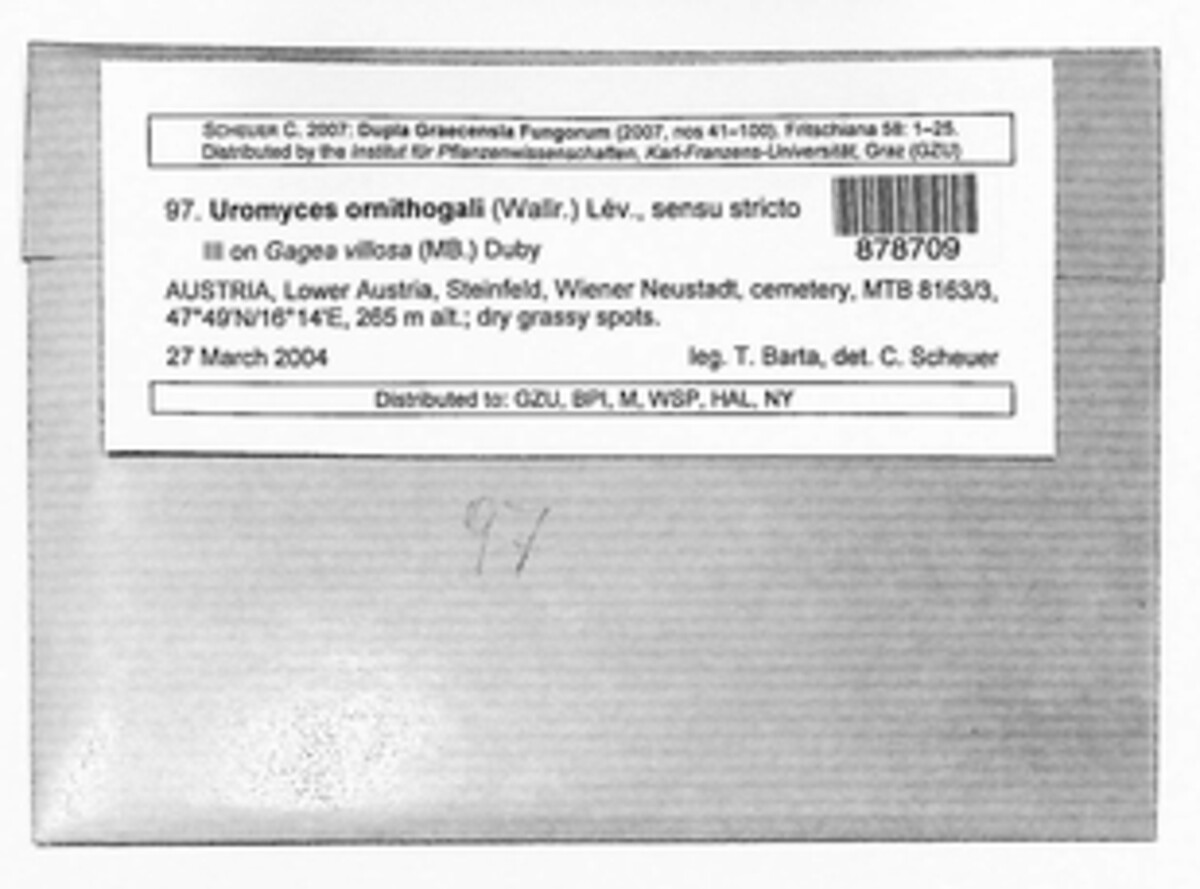 SCHEUER C. 2007: Dupla Graecensia Fungorum (2007, nos 41–100). Fritschiana 58: 1–25.
Distributed by the Institut für Pflanzenwissenschaften, Karl-Franzens-Universität, Graz (GZU)
97. Uromyces ornithogali (Wallr.) Lév., sensu stricto
878709
III on Gagea villosa (MB.) Duby
AUSTRIA, Lower Austria, Steinfeld, Wiener Neustadt, cemetery, MTB 8163/3,
47°49'N/16°14'E, 265 m alt.; dry grassy spots.
27 March 2004 leg. T. Barta, det. C. Scheuer
Distributed to: GZU, BPI, M, WSP, HAL, NY
97